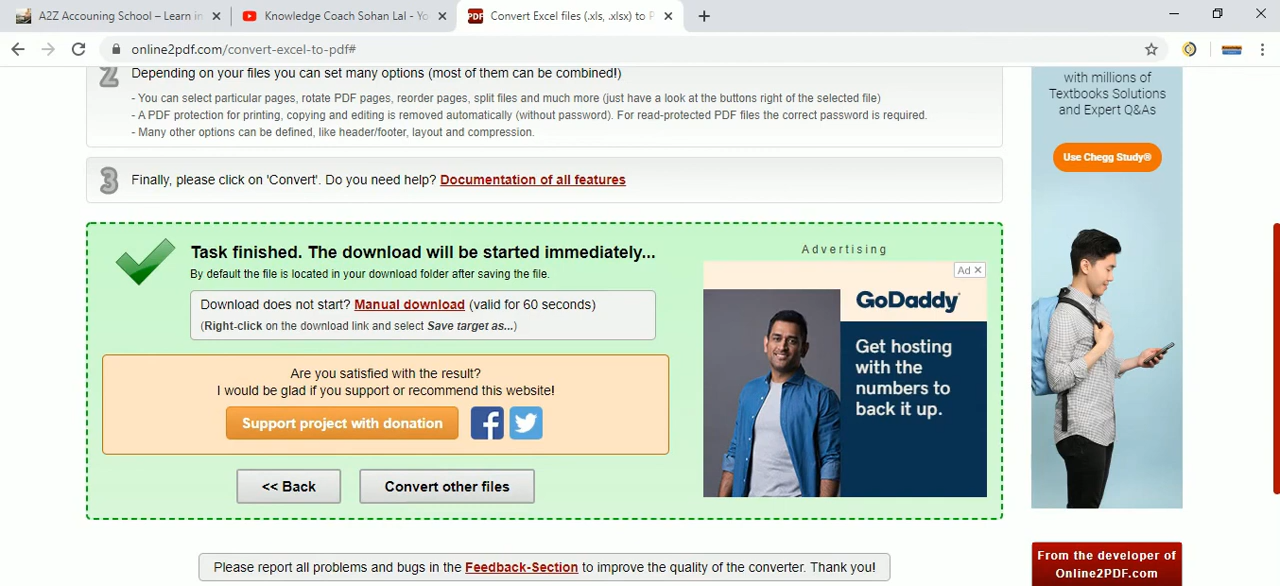 A2Z Accouning School – Learn in
Knowledge Coach Sohan Lal - Yo
PDF Convert Excel files (.xls, .xlsx) to P
online2pdf.com/convert-excel-to-pdf#
2 Depending on your files you can set many options (most of them can be combined!)
- You can select particular pages, rotate PDF pages, reorder pages, split files and much more (just have a look at the buttons right of the selected file)
- A PDF protection for printing, copying and editing is removed automatically (without password). For read-protected PDF files the correct password is required.
- Many other options can be defined, like header/footer, layout and compression.
3 Finally, please click on 'Convert'. Do you need help? Documentation of all features
Task finished. The download will be started immediately...
By default the file is located in your download folder after saving the file.
Download does not start? Manual download (valid for 60 seconds)
(Right-click on the download link and select Save target as...)
Are you satisfied with the result?
I would be glad if you support or recommend this website!
Support project with donation
<< Back
Convert other files
Advertising
Ad
GoDaddy
Get hosting
with the
numbers to
back it up.
Please report all problems and bugs in the Feedback-Section to improve the quality of the converter. Thank you!
with millions of
Textbooks Solutions
and Expert Q&As
Use Chegg Study®
From the developer of
Online2PDF.com